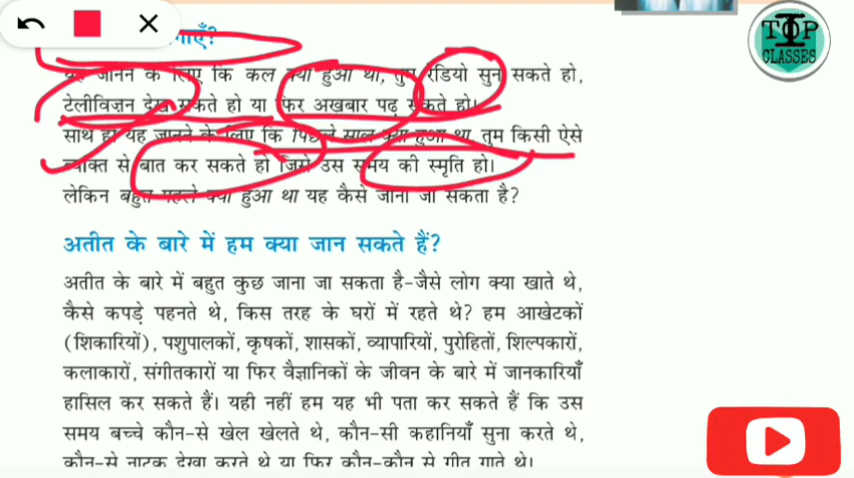 यह जानने के लिए कि कल क्या हुआ था, तुम रेडियो सुन सकते हो,
टेलीविज़न देख सकते हो या फिर अखबार पढ़ सकते हो।
साथ ही यह जानने के लिए कि पिछले साल क्या हुआ था, तुम किसी ऐसे
व्यक्ति से बात कर सकते हो जिसे उस समय की स्मृति हो।
लेकिन बहुत पहले क्या हुआ था यह कैसे जाना जा सकता है?
अतीत के बारे में हम क्या जान सकते हैं?
अतीत के बारे में बहुत कुछ जाना जा सकता है-जैसे लोग क्या खाते थे,
कैसे कपड़े पहनते थे, किस तरह के घरों में रहते थे? हम आखेटकों
(शिकारियों), पशुपालकों, कृषकों, शासकों, व्यापारियों, पुरोहितों, शिल्पकारों,
कलाकारों, संगीतकारों या फिर वैज्ञानिकों के जीवन के बारे में जानकारियाँ
हासिल कर सकते हैं। यही नहीं हम यह भी पता कर सकते हैं कि उस
समय बच्चे कौन-से खेल खेलते थे, कौन-सी कहानियाँ सुना करते थे,
कौन-से नाटक देखा करते थे या फिर कौन-कौन से गीत गाते थे।
TOP
CLASSES